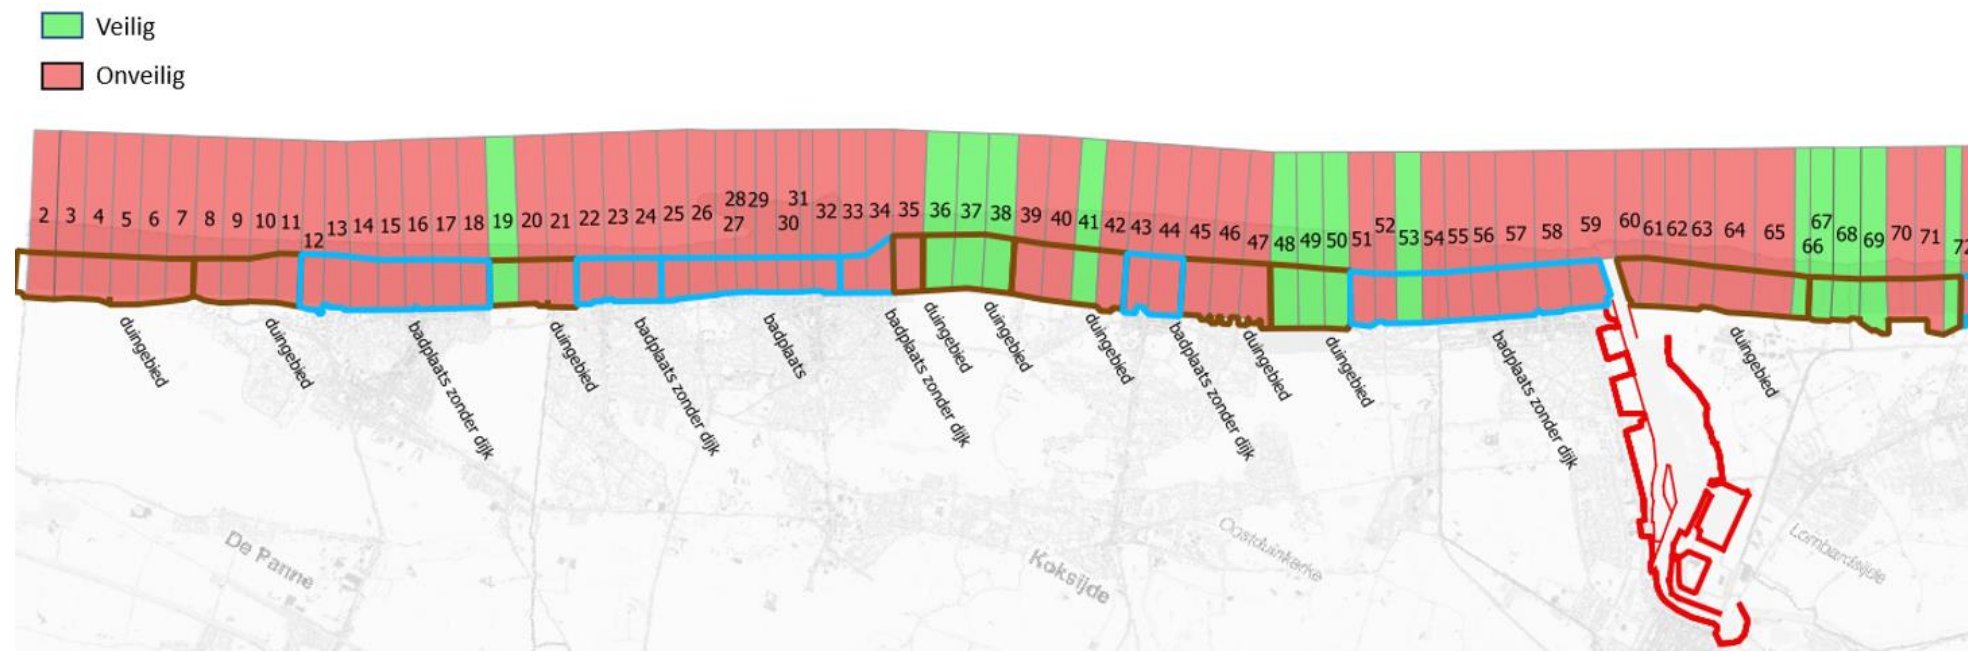 Veilig
Onveilig
2 3 4 5 6 7 8 9 10 11 12 13 14 15 16 17 18 19 20 21 22 23 24 25 26 27 28 29 30 31 32 33 34 35 36 37 38 39 40 41 42 43 44 45 46 47 48 49 50 51 52 53 54 55 56 57 58 59 60 61 62 63 64 65 66 67 68 69 70 71 72
duingebied
duingebied
badplaats zonder dijk
duingebied
badplaats zonder dijk
badplaats
badplaats zonder dijk
duingebied
duingebied
duingebied
badplaats zonder dijk
duingebied
duingebied
badplaats zonder dijk
duingebied
De Panne
Koksijde
Oostduinkerke
Lombardsijde